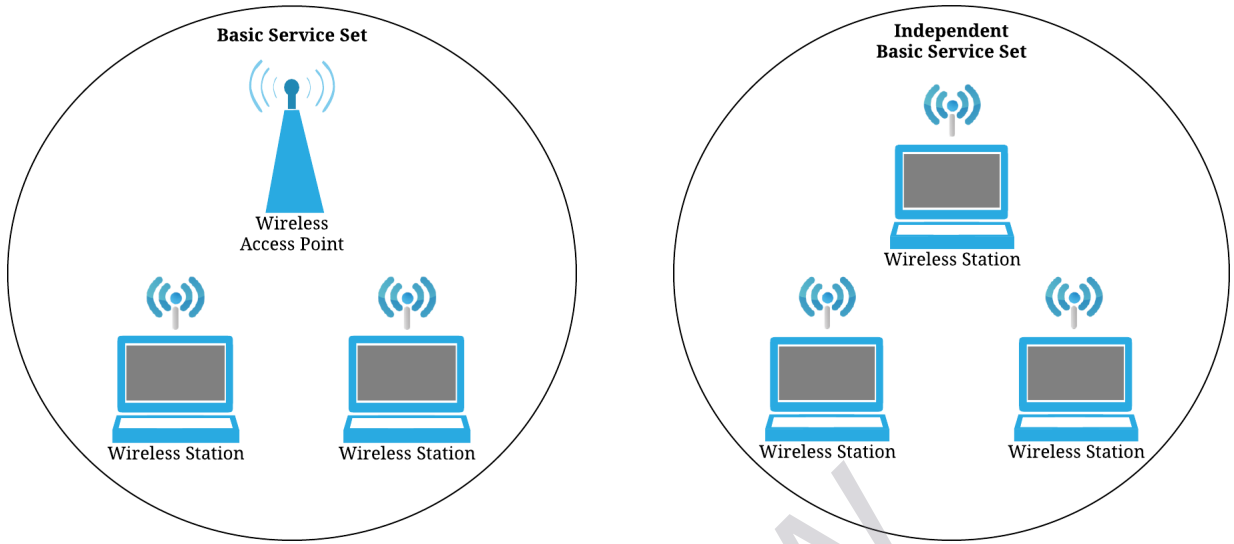 Basic Service Set
Wireless
Access Point
Wireless Station
Wireless Station
Independent
Basic Service Set
Wireless Station
Wireless Station
Wireless Station